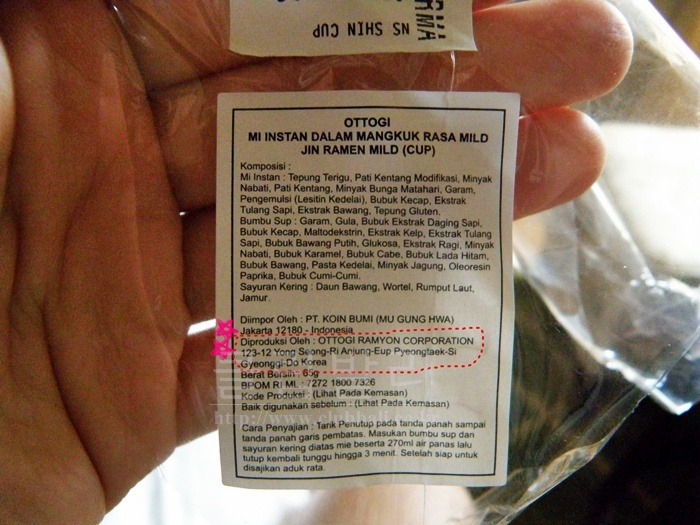 NS SHIN CUP
OTTOGI
MI INSTAN DALAM MANGKUK RASA MILD
JIN RAMEN MILD (CUP)
Komposisi :
Mi Instan : Tepung Terigu, Pati Kentang Modifikasi, Minyak
Nabati, Pati Kentang, Minyak Bunga Matahari, Garam,
Pengemulsi (Lesitin Kedelai), Bubuk Kecap, Ekstrak
Tulang Sapi, Ekstrak Bawang, Tepung Gluten.
Bumbu Sup : Garam, Gula, Bubuk Ekstrak Daging Sapi,
Bubuk Kecap, Maltodekstrin, Ekstrak Kelp, Ekstrak Tulang
Sapi, Bubuk Bawang Putih, Glukosa, Ekstrak Ragi, Minyak
Nabati, Bubuk Karamel, Bubuk Cabe, Bubuk Lada Hitam,
Bubuk Bawang, Pasta Kedelai, Minyak Jagung, Oleoresin
Paprika, Bubuk Cumi-Cumi.
Sayuran Kering : Daun Bawang, Wortel, Rumput Laut,
Jamur.
Diimpor Oleh : PT. KOIN BUMI (MU GUNG HWA)
Jakarta 12180 - Indonesia
Diproduksi Oleh : OTTOGI RAMYON CORPORATION
123-12 Yong Seong-Ri Anjung-Eup Pyeongtaek-Si
Gyeonggi-Do Korea
Berat Bersih : 65g
BPOM RI ML : 7272 1800 7326
Kode Produksi : (Lihat Pada Kemasan)
Baik digunakan sebelum : (Lihat Pada Kemasan)
Cara Penyajian : Tarik Penutup pada tanda panah sampai
tanda panah garis pembatas. Masukan bumbu sup dan
sayuran kering diatas mie beserta 270ml air panas lalu
tutup kembali tunggu hingga 3 menit. Setelah siap untuk
disajikan aduk rata.